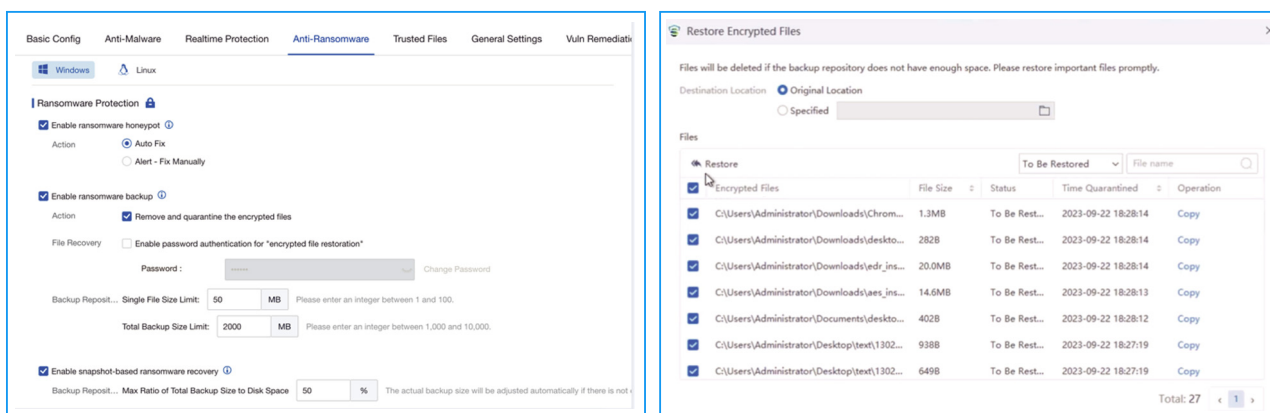 Basic Config Anti-Malware Realtime Protection Anti-Ransomware Trusted Files General Settings Vuln Remediati
Windows Linux
Ransomware Protection
Enable ransomware honeypot
Action Auto Fix
Alert - Fix Manually
Enable ransomware backup
Action Remove and quarantine the encrypted files
File Recovery Enable password authentication for "encrypted file restoration"
Password : ****** Change Password
Backup Reposit... Single File Size Limit: 50 MB Please enter an integer between 1 and 100.
Total Backup Size Limit: 2000 MB Please enter an integer between 1,000 and 10,000.
Enable snapshot-based ransomware recovery
Backup Reposit... Max Ratio of Total Backup Size to Disk Space 50 % The actual backup size will be adjusted automatically if there is not
Restore Encrypted Files
Files will be deleted if the backup repository does not have enough space. Please restore important files promptly.
Destination Location Original Location
Specified
Files
Restore To Be Restored File name
Encrypted Files File Size Status Time Quarantined Operation
C:\Users\Administrator\Downloads\Chrom... 1.3MB To Be Rest... 2023-09-22 18:28:14 Copy
C:\Users\Administrator\Downloads\deskto... 282B To Be Rest... 2023-09-22 18:28:14 Copy
C:\Users\Administrator\Downloads\edr_ins... 20.0MB To Be Rest... 2023-09-22 18:28:14 Copy
C:\Users\Administrator\Downloads\aes_ins... 14.6MB To Be Rest... 2023-09-22 18:28:13 Copy
C:\Users\Administrator\Documents\deskto... 402B To Be Rest... 2023-09-22 18:28:12 Copy
C:\Users\Administrator\Desktop\text\1302... 938B To Be Rest... 2023-09-22 18:27:19 Copy
C:\Users\Administrator\Desktop\text\1302... 649B To Be Rest... 2023-09-22 18:27:19 Copy
Total: 27 1